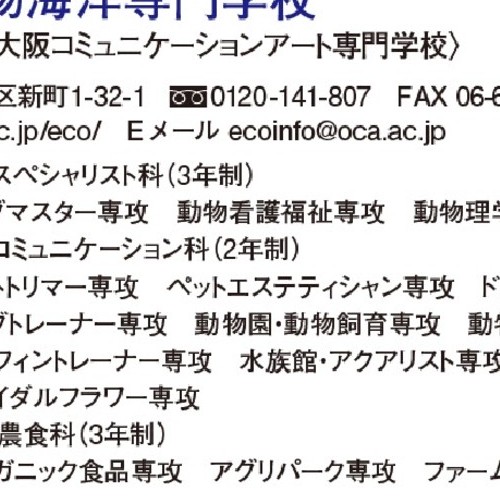 物海洋専門学校
大阪コミュニケーションアート専門学校〉
区新町1-32-1 0120-141-807 FAX 06-6
c.jp/eco/ Eメール ecoinfo@oca.ac.jp
スペシャリスト科(3年制)
グマスター専攻 動物看護福祉専攻 動物理学
コミュニケーション科(2年制)
トリマー専攻 ペットエステティシャン専攻 ド
グトレーナー専攻 動物園・動物飼育専攻 動
フィントレーナー専攻 水族館・アクアリスト専攻
イダルフラワー専攻
農食科(3年制)
ガニック食品専攻 アグリパーク専攻 ファーム